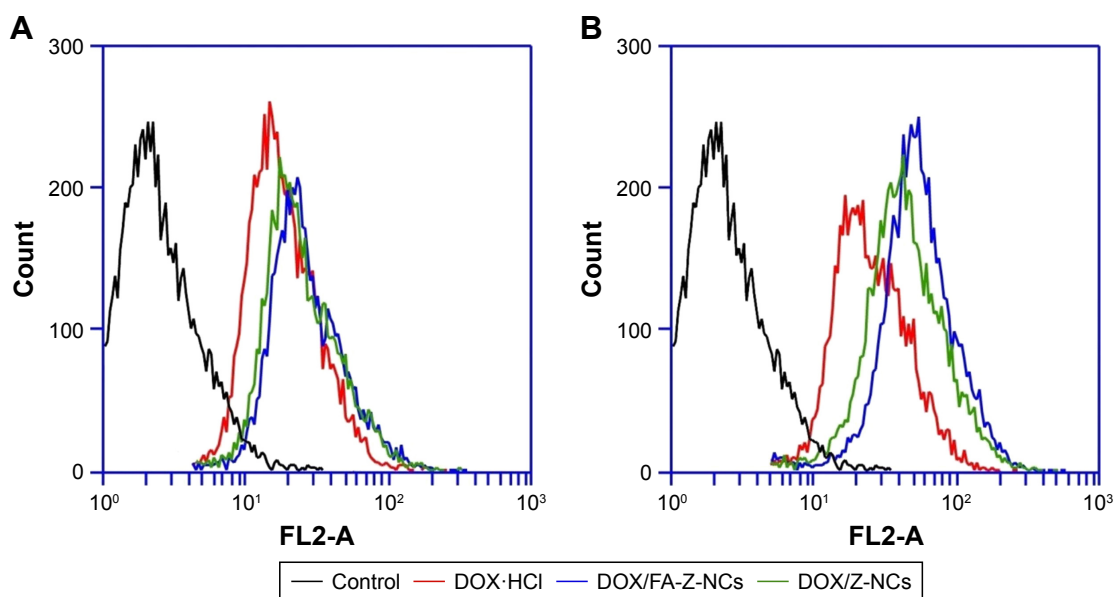 A
300
200
100
0
Count
10⁰
10¹
10²
10³
FL2-A
B
300
200
100
0
Count
10⁰
10¹
10²
10³
FL2-A
Control DOX·HCl DOX/FA-Z-NCs DOX/Z-NCs